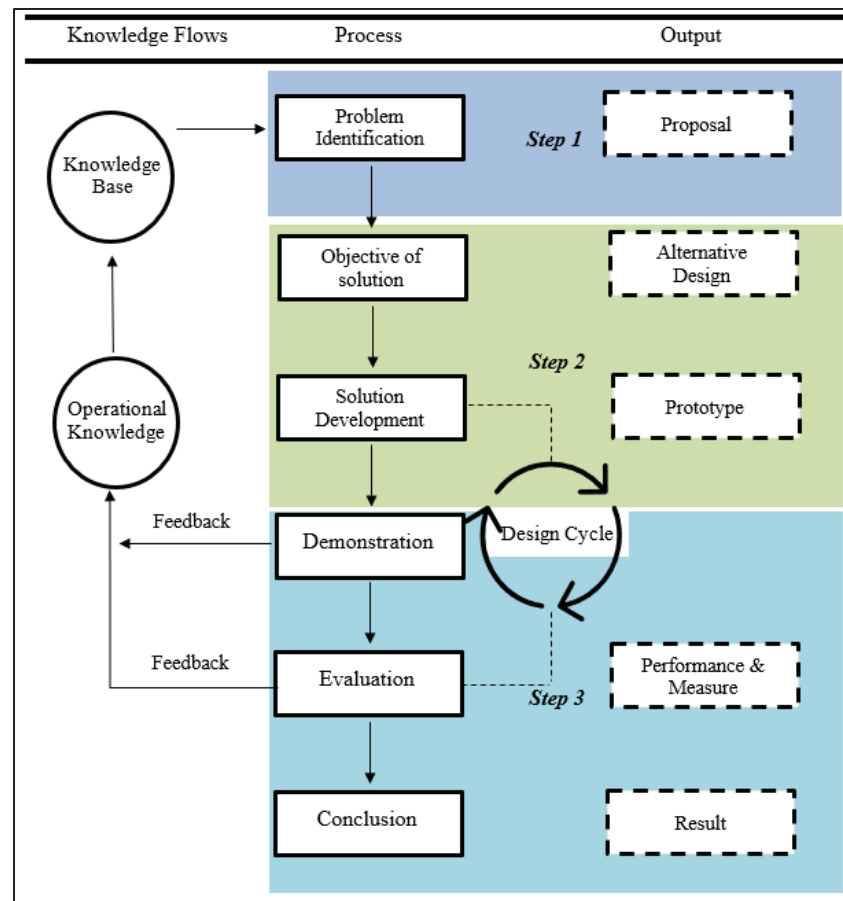 Knowledge Flows
Process
Output
Problem
Identification
Step 1
Proposal
Knowledge
Base
Objective of
solution
Alternative
Design
Step 2
Solution
Development
Prototype
Operational
Knowledge
Feedback
Demonstration
Design Cycle
Feedback
Evaluation
Step 3
Performance &
Measure
Conclusion
Result